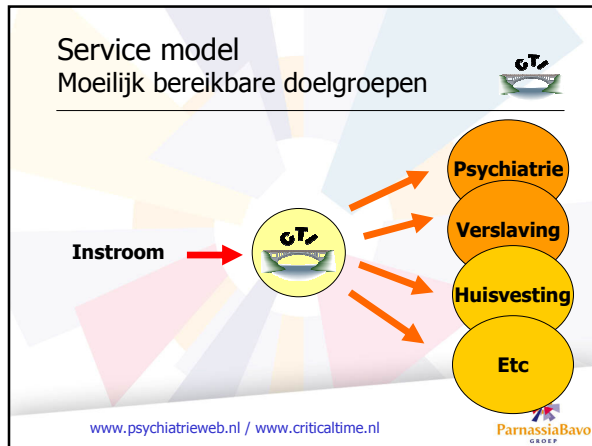 Service model
Moeilijk bereikbare doelgroepen
CTI
Psychiatrie
Verslaving
Instroom
CTI
Huisvesting
Etc
www.psychiatrieweb.nl / www.criticaltime.nl
ParnassiaBavo
GROEP